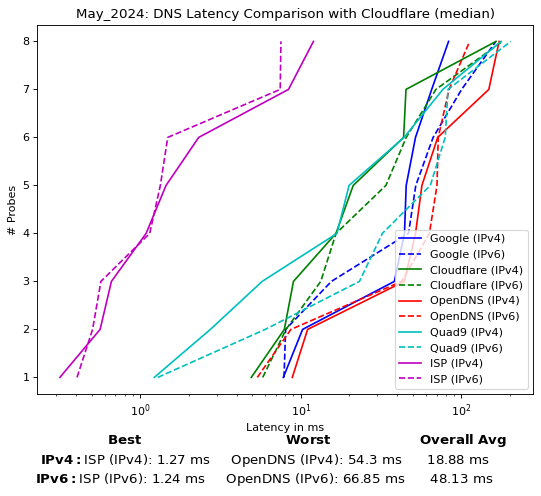 May_2024: DNS Latency Comparison with Cloudflare (median)
# Probes
8
7
6
5
4
3
2
1
Google (IPv4)
Google (IPv6)
Cloudflare (IPv4)
Cloudflare (IPv6)
OpenDNS (IPv4)
OpenDNS (IPv6)
Quad9 (IPv4)
Quad9 (IPv6)
ISP (IPv4)
ISP (IPv6)
10⁰ 10¹ 10²
Latency in ms
Best Worst Overall Avg
IPv4: ISP (IPv4): 1.27 ms OpenDNS (IPv4): 54.3 ms 18.88 ms
IPv6: ISP (IPv6): 1.24 ms OpenDNS (IPv6): 66.85 ms 48.13 ms